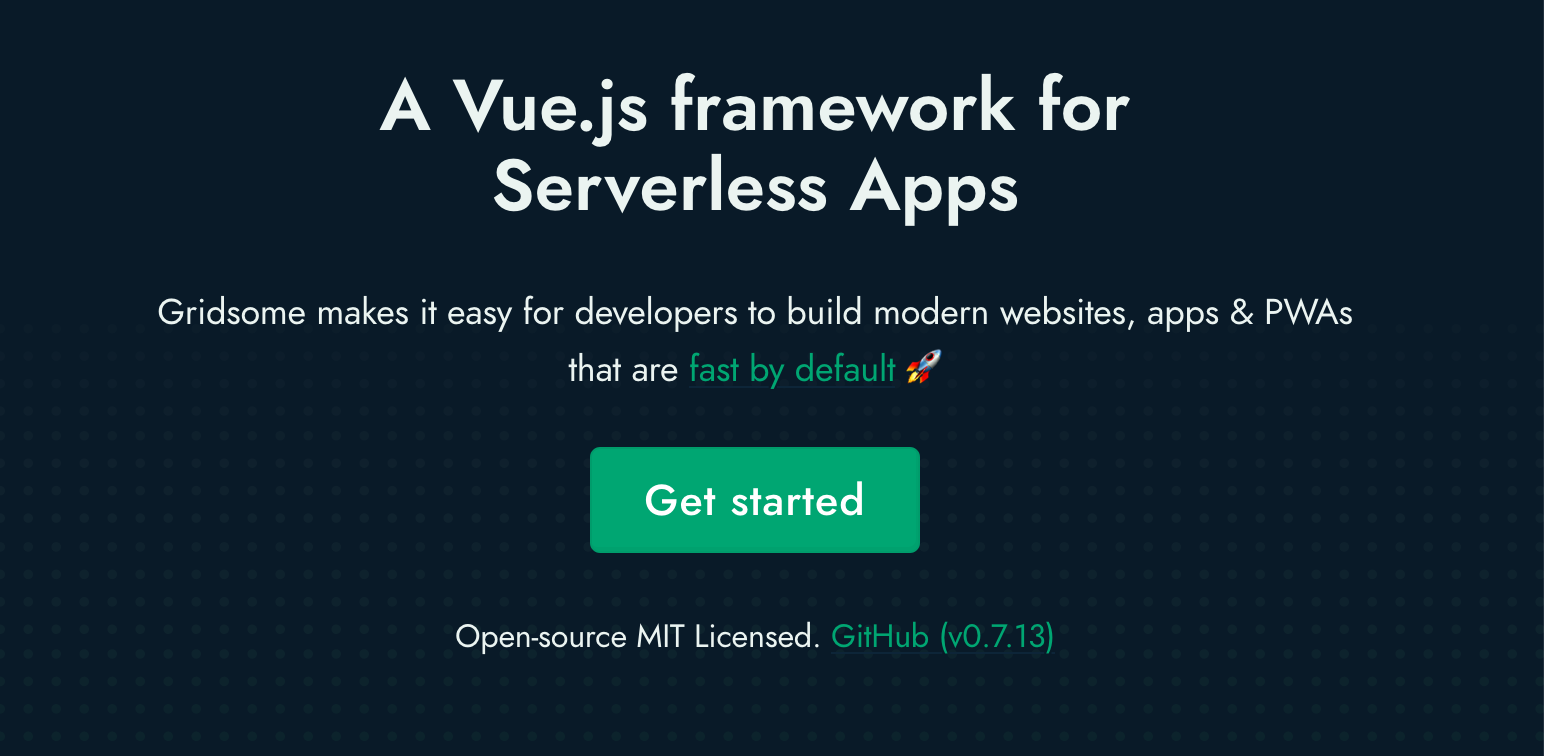 A Vue.js framework for
Serverless Apps
Gridsome makes it easy for developers to build modern websites, apps & PWAs
that are fast by default 🚀
Get started
Open-source MIT Licensed. GitHub (v0.7.13)